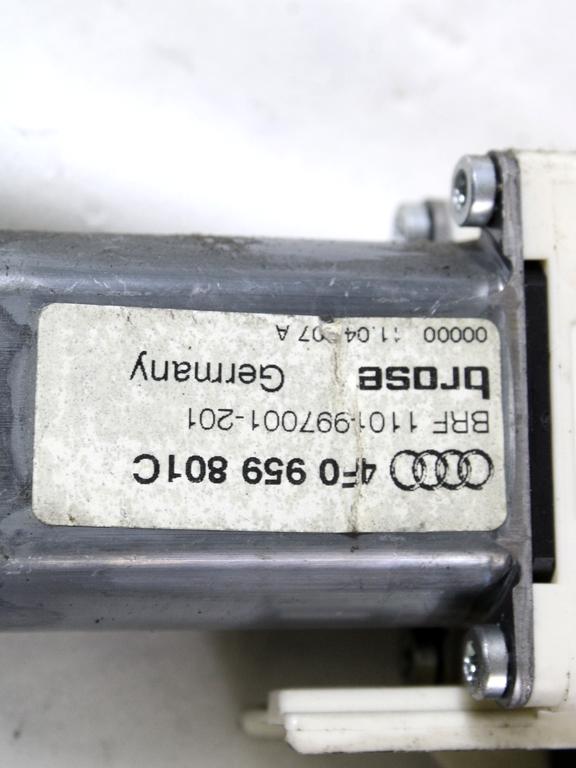 4F0 959 801C
BRF 1101-997001-201
brose Germany
00000 11.04 07 A